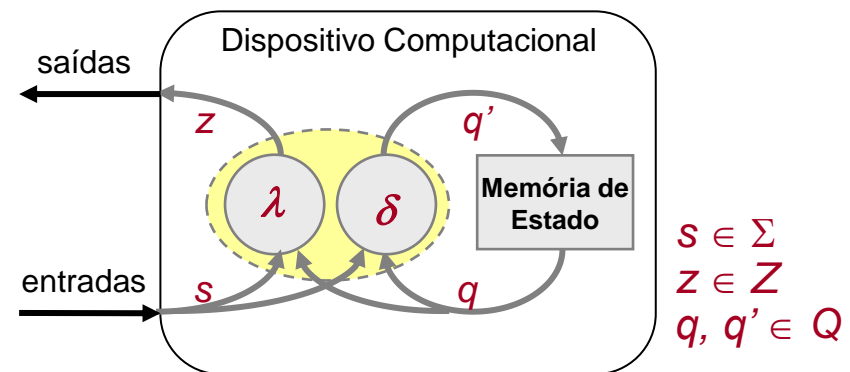 Dispositivo Computacional
saídas
z
q’
λ
δ
Memória de
Estado
entradas
s
q
s ∈ Σ
z ∈ Z
q, q’ ∈ Q